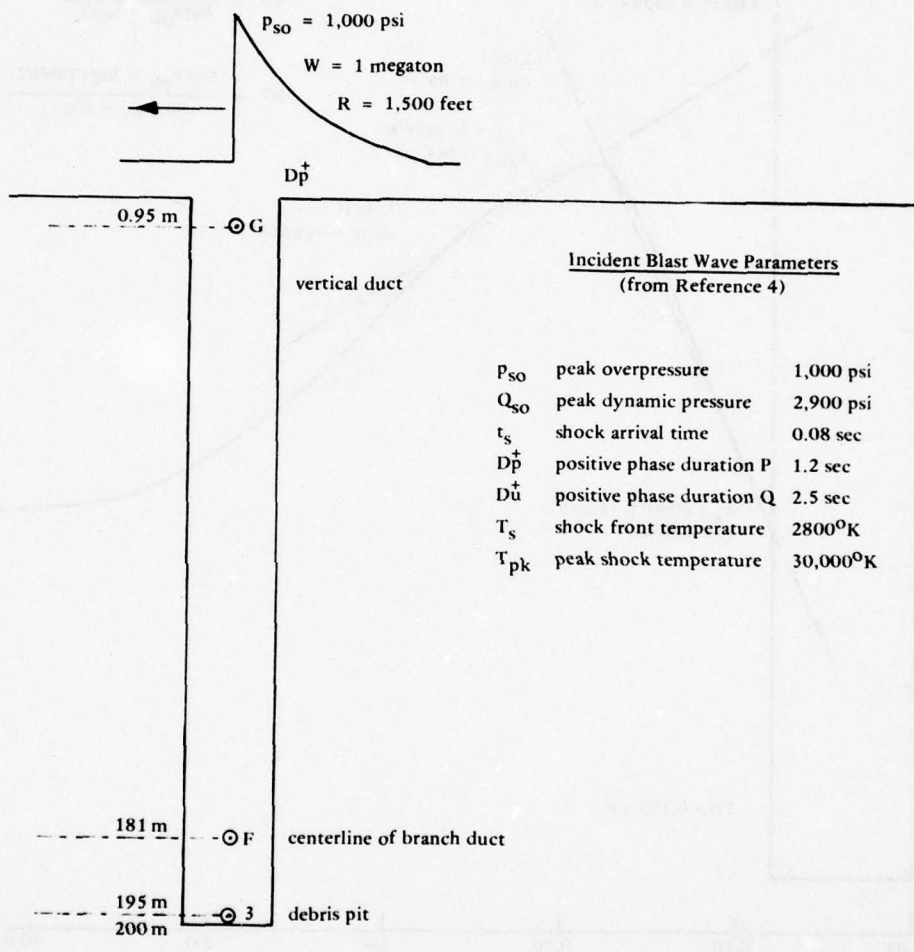 p_so = 1,000 psi
W = 1 megaton
R = 1,500 feet
D_p^+
0.95 m
G
vertical duct
Incident Blast Wave Parameters
(from Reference 4)
p_so peak overpressure 1,000 psi
Q_so peak dynamic pressure 2,900 psi
t_s shock arrival time 0.08 sec
D_p^+ positive phase duration P 1.2 sec
D_u^+ positive phase duration Q 2.5 sec
T_s shock front temperature 2800°K
T_pk peak shock temperature 30,000°K
181 m
F centerline of branch duct
195 m
3 debris pit
200 m